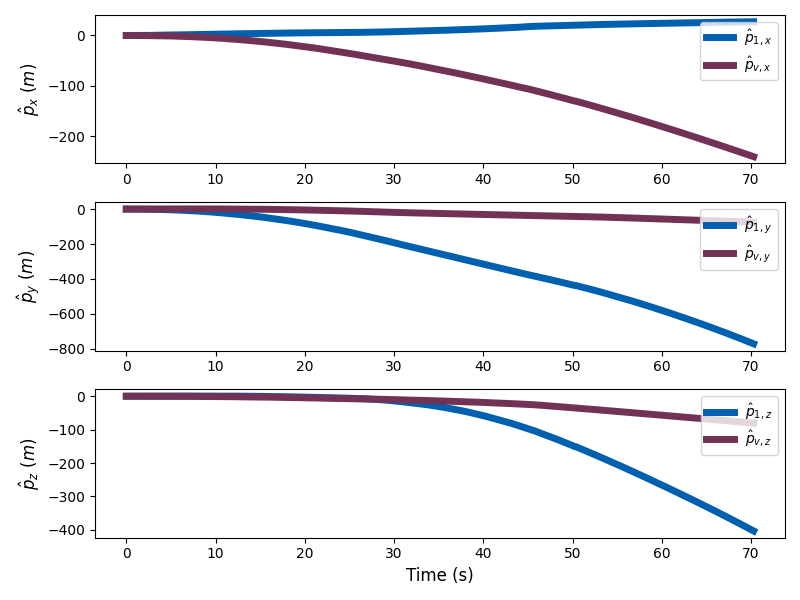 p̂x (m)
0
−100
−200
p̂1,x
p̂v,x
0 10 20 30 40 50 60 70
p̂y (m)
0
−200
−400
−600
−800
p̂1,y
p̂v,y
0 10 20 30 40 50 60 70
p̂z (m)
0
−100
−200
−300
−400
p̂1,z
p̂v,z
0 10 20 30 40 50 60 70
Time (s)